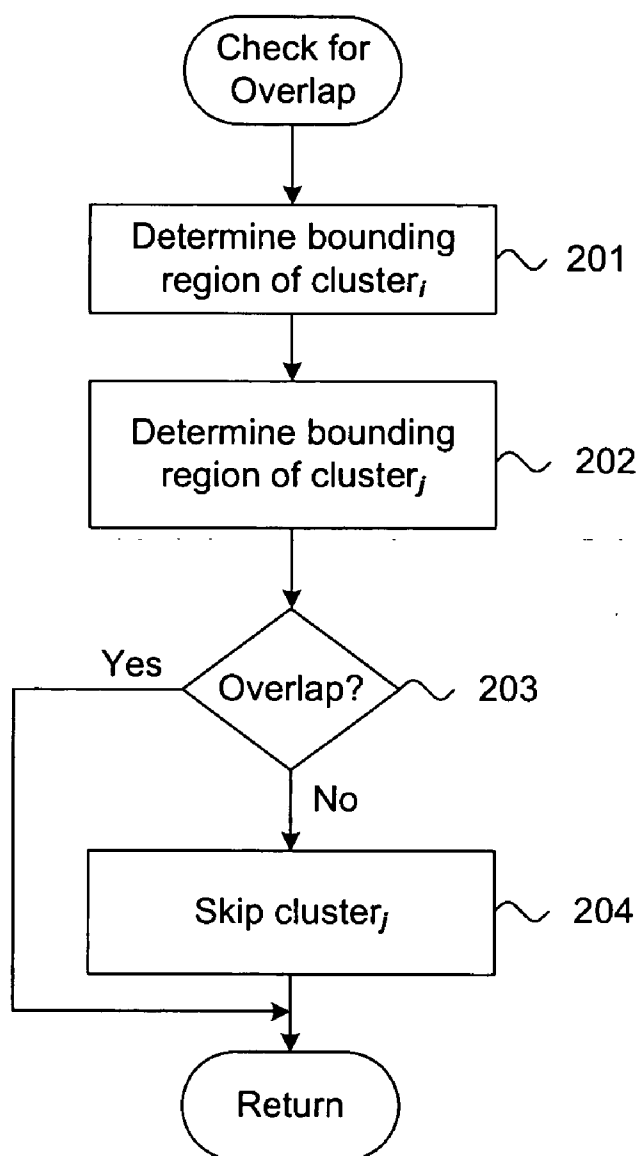 Check for
Overlap
Determine bounding
region of clusterᵢ
201
Determine bounding
region of clusterⱼ
202
Yes
Overlap?
203
No
Skip clusterⱼ
204
Return